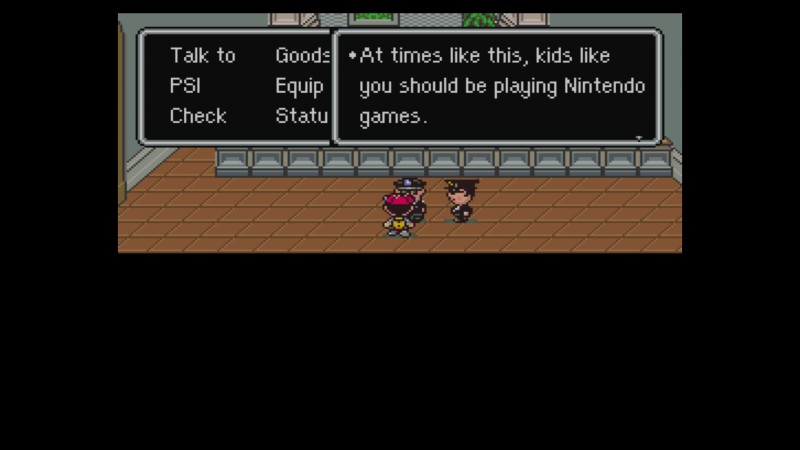 Talk to Goods
PSI Equip
Check Statu
•At times like this, kids like
you should be playing Nintendo
games.